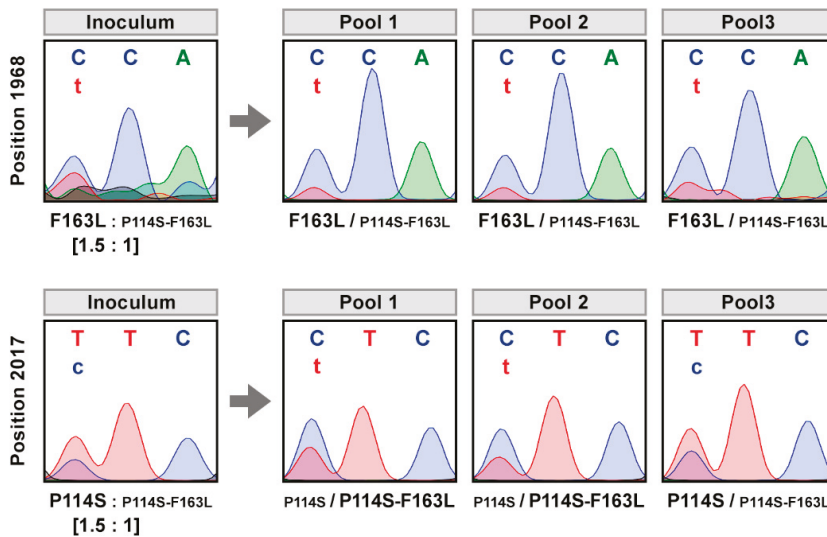 Inoculum Pool 1 Pool 2 Pool3
Position 1968
C C A C C A C C A C C A
t t t t
F163L : P114S-F163L F163L / P114S-F163L F163L / P114S-F163L F163L / P114S-F163L
[1.5 : 1]
Inoculum Pool 1 Pool 2 Pool3
Position 2017
T T C C T C C T C T T C
c t t c
P114S : P114S-F163L P114S / P114S-F163L P114S / P114S-F163L P114S / P114S-F163L
[1.5 : 1]